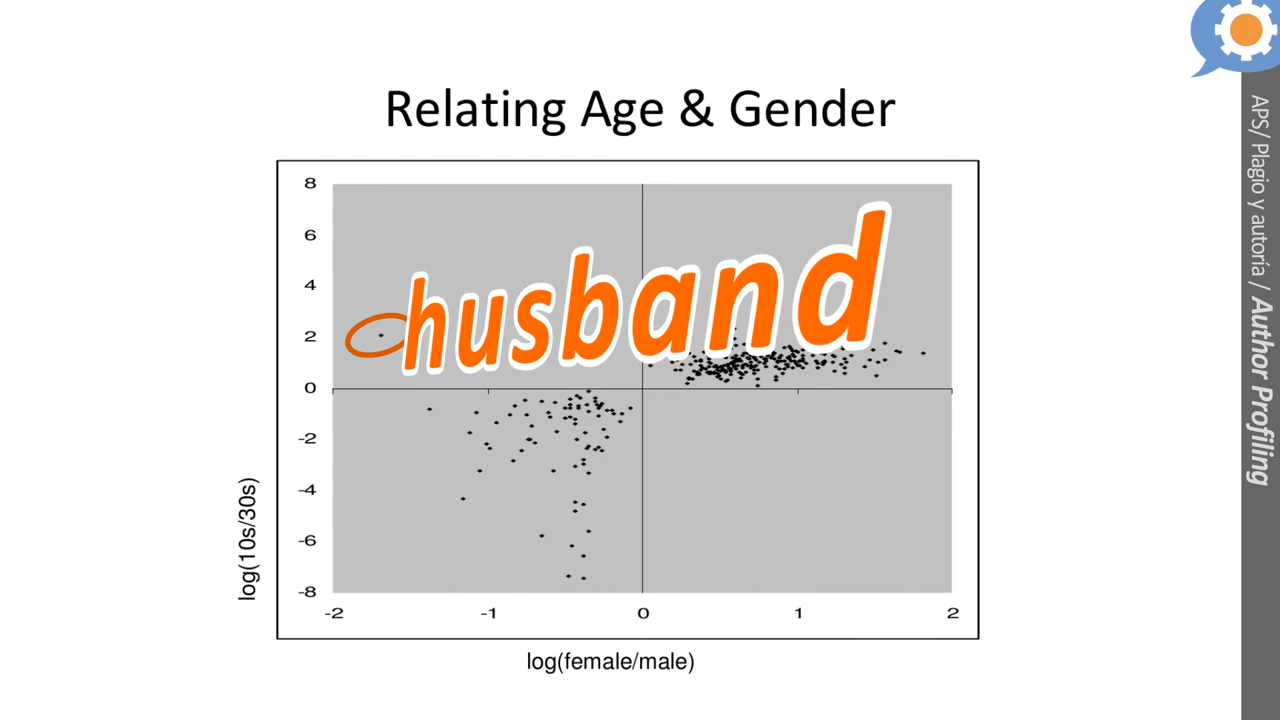 Relating Age & Gender
8
6
4
2
0
-2
-4
-6
-8
husband
-2
-1
0
1
2
log(10s/30s)
log(female/male)
APS/ Plagio y autoría / Author Profiling